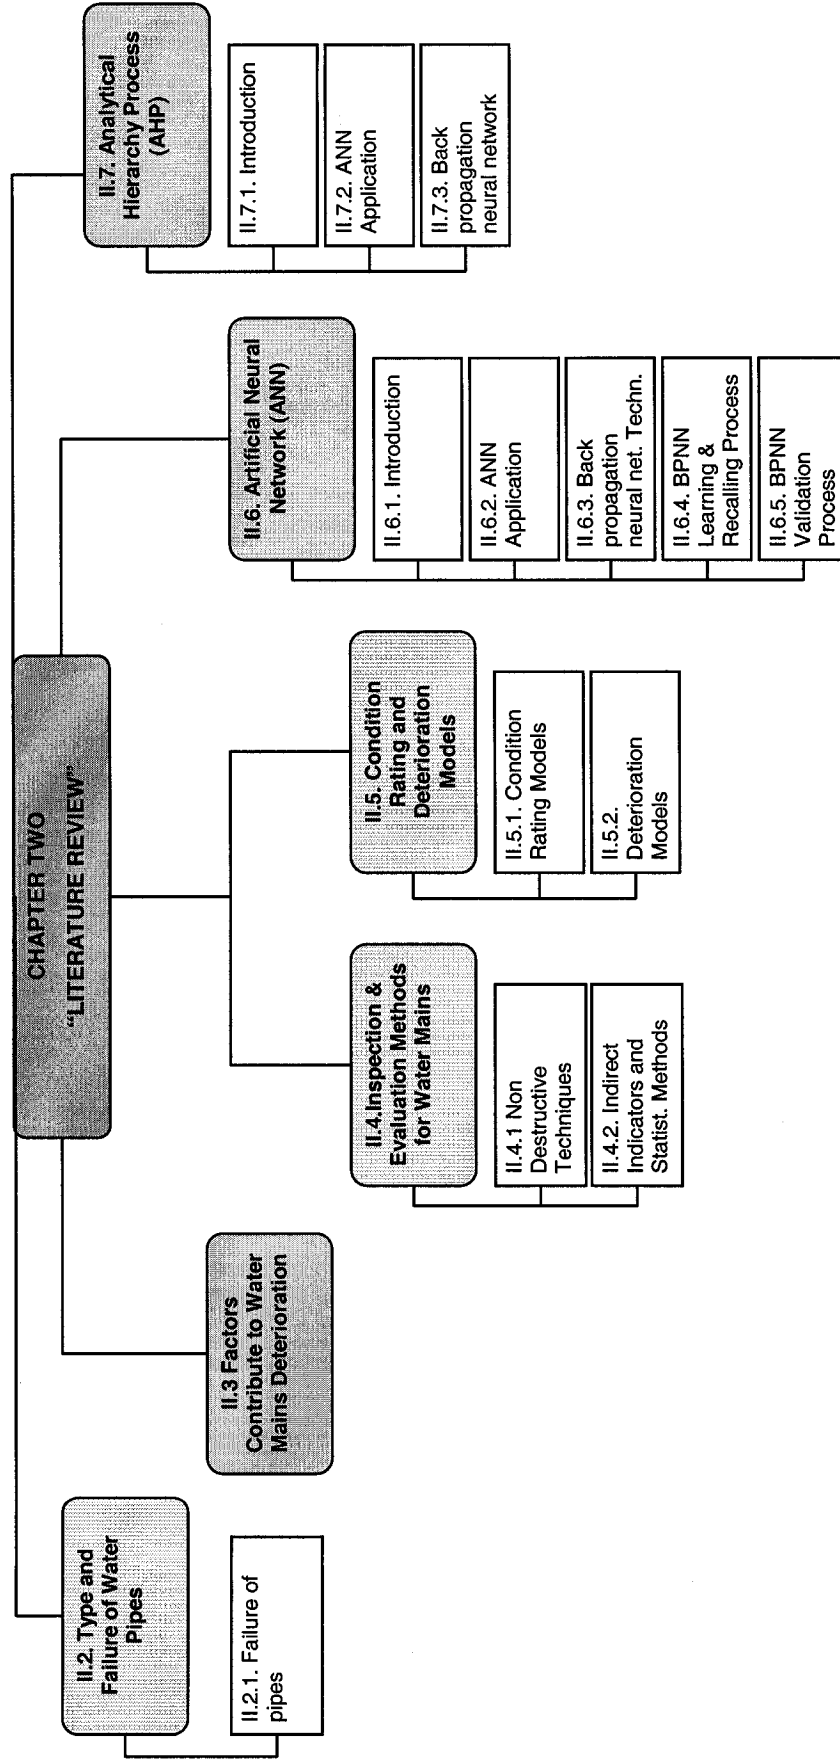 CHAPTER TWO
“LITERATURE REVIEW”
II.2. Type and
Failure of Water
Pipes
II.2.1. Failure of
pipes
II.3 Factors
Contribute to Water
Mains Deterioration
II.4.Inspection &
Evaluation Methods
for Water Mains
II.4.1 Non
Destructive
Techniques
II.4.2. Indirect
Indicators and
Statist. Methods
II.5. Condition
Rating and
Deterioration
Models
II.5.1. Condition
Rating Models
II.5.2.
Deterioration
Models
II.6. Artificial Neural
Network (ANN)
II.6.1. Introduction
II.6.2. ANN
Application
II.6.3. Back
propagation
neural net. Techn.
II.6.4. BPNN
Learning &
Recalling Process
II.6.5. BPNN
Validation
Process
II.7. Analytical
Hierarchy Process
(AHP)
II.7.1. Introduction
II.7.2. ANN
Application
II.7.3. Back
propagation
neural network